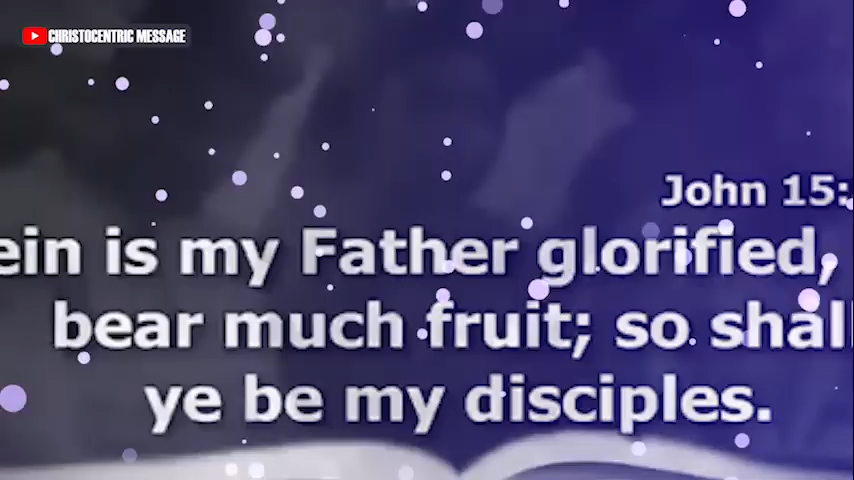 CHRISTOCENTRIC MESSAGE
John 15:
ein is my Father glorified,
bear much fruit; so shall
ye be my disciples.